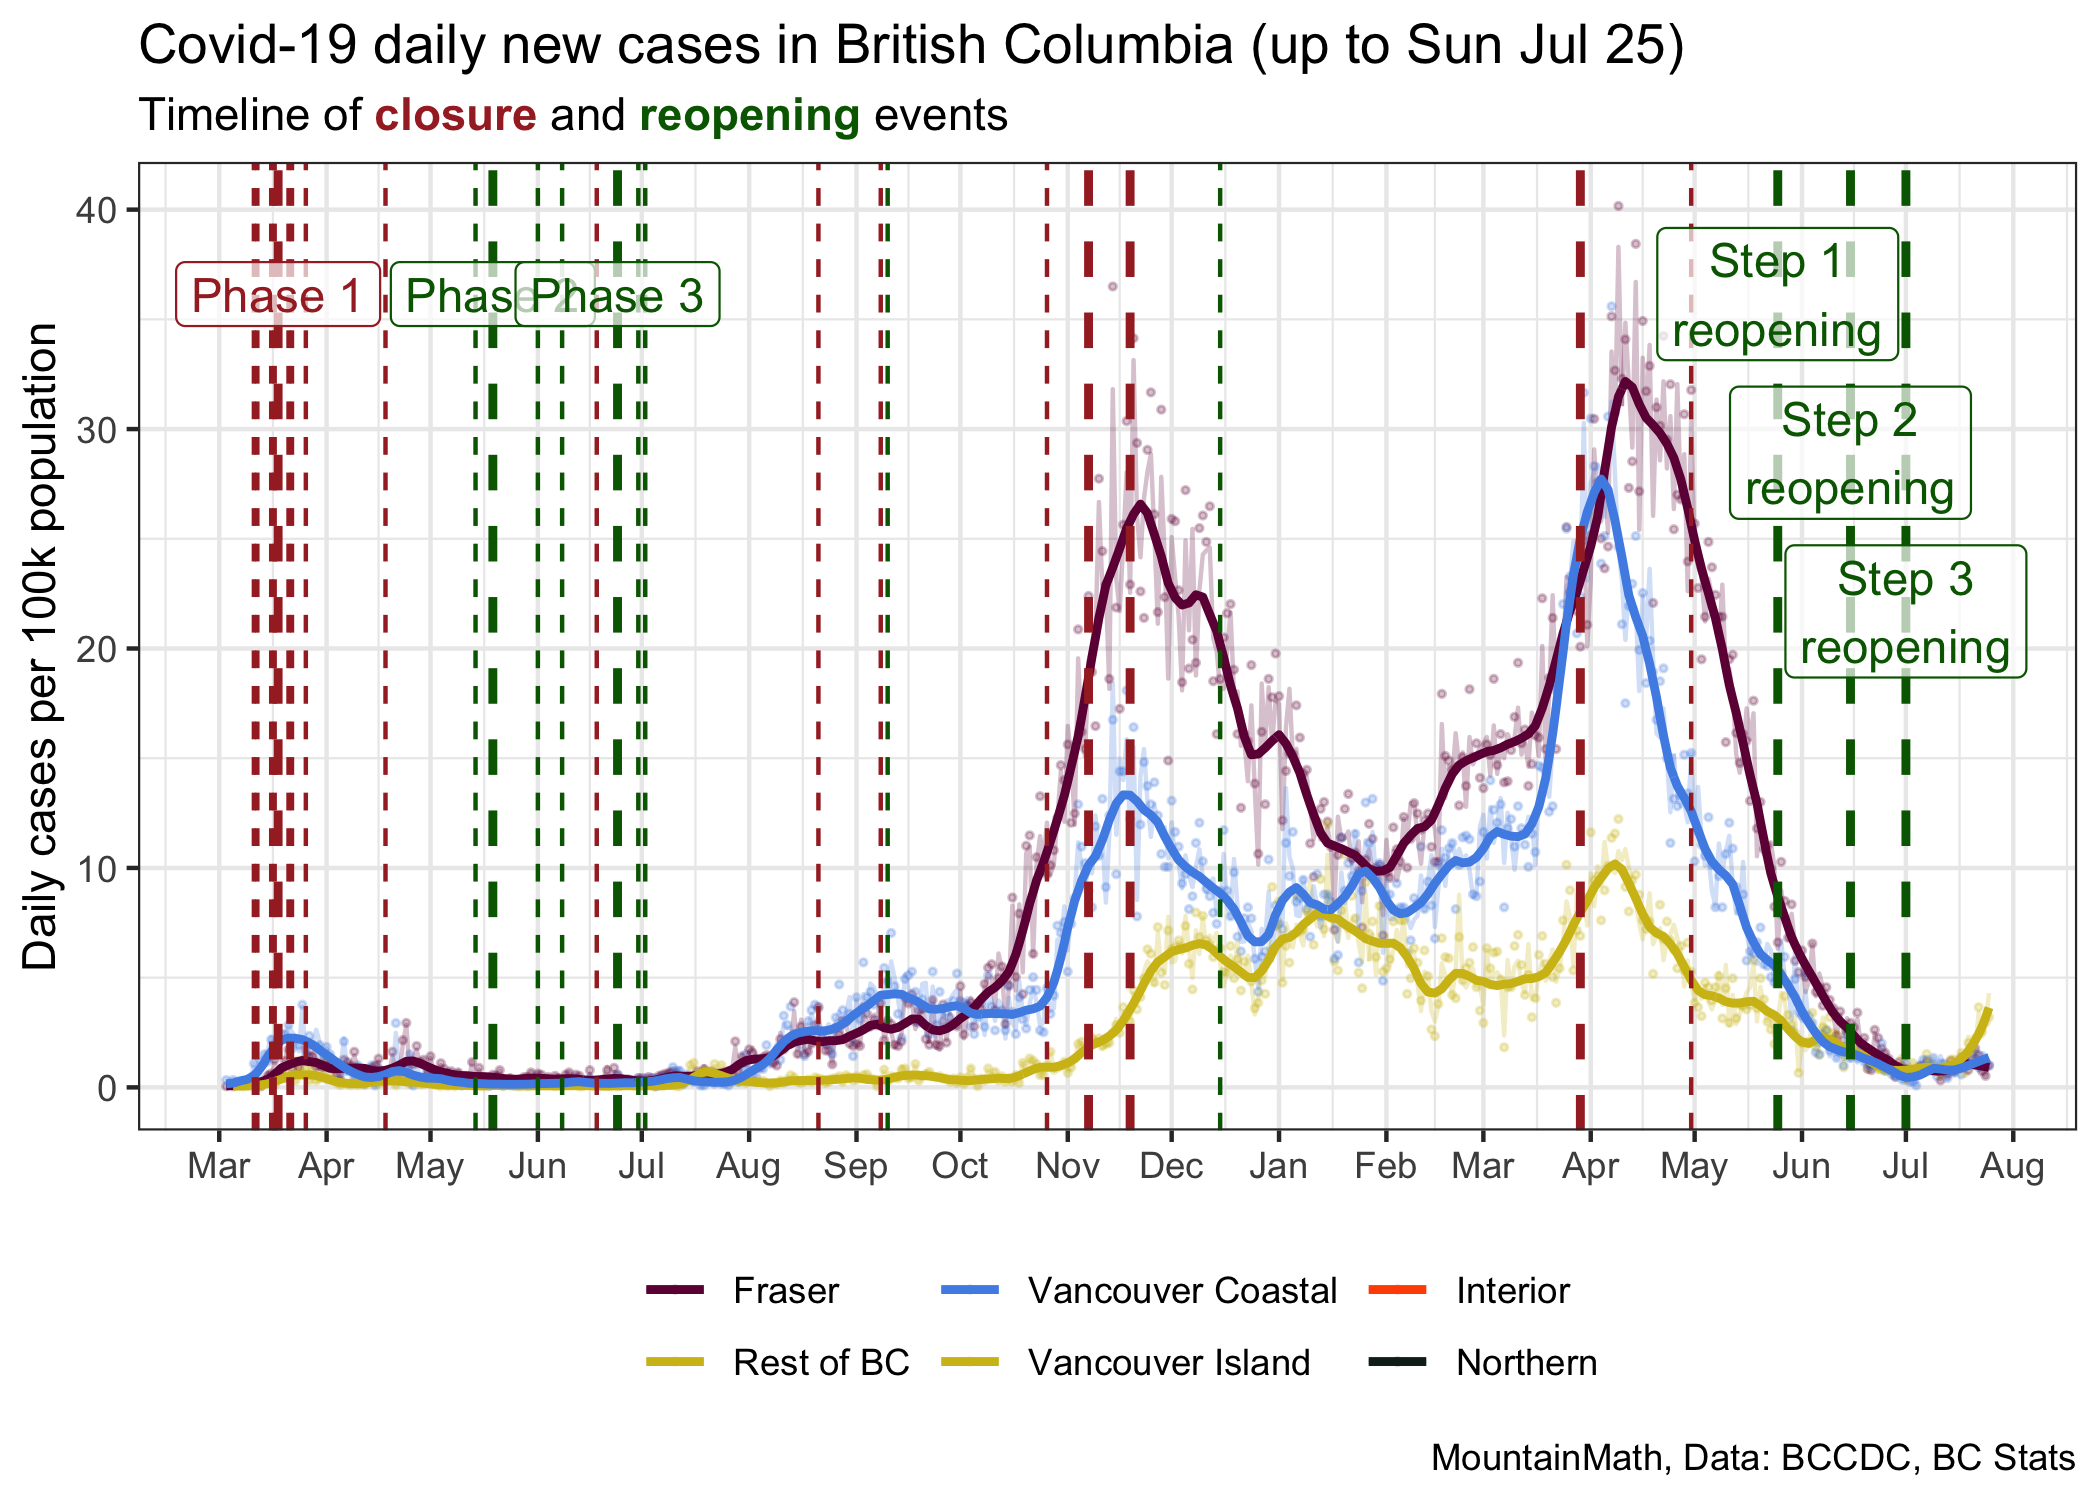 Covid-19 daily new cases in British Columbia (up to Sun Jul 25)
Timeline of closure and reopening events
Daily cases per 100k population
40
30
20
10
0
Phase 1
Phase 2
Phase 3
Step 1
reopening
Step 2
reopening
Step 3
reopening
Mar Apr May Jun Jul Aug Sep Oct Nov Dec Jan Feb Mar Apr May Jun Jul Aug
Fraser Vancouver Coastal Interior
Rest of BC Vancouver Island Northern
MountainMath, Data: BCCDC, BC Stats